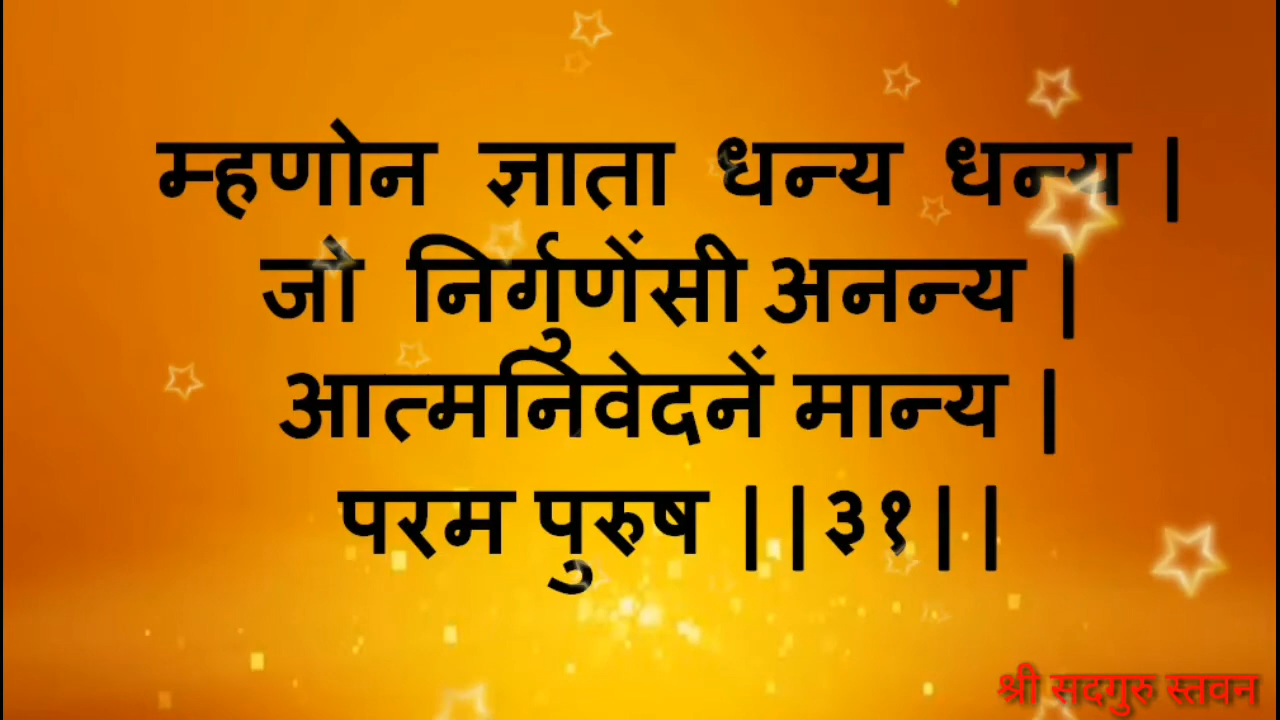 म्हणोन ज्ञाता धन्य धन्य |
जो निर्गुणेंसी अनन्य |
आत्मनिवेदनें मान्य |
परम पुरुष ||३१||
श्री सदगुरु स्तवन